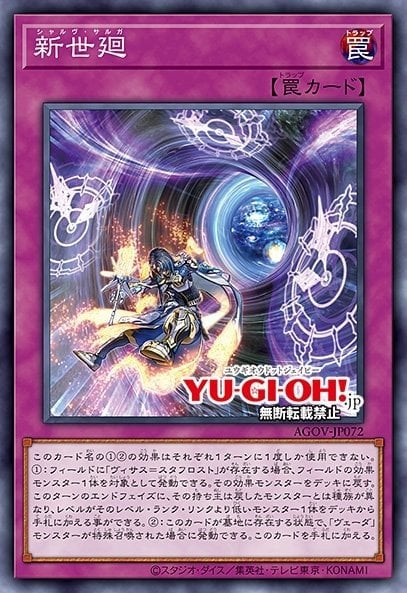 シャルヴ・サルガ
新世廻
トラップ
罠
トラップ
【罠カード】
ユウギオウドットジェイピー
YU-GI-OH!.jp
無断転載禁止
AGOV-JP072
このカード名の①②の効果はそれぞれ1ターンに1度しか使用できない。
①：フィールドに「ヴィサス＝スタフロスト」が存在する場合、フィールドの効果
モンスター1体を対象として発動できる。その効果モンスターをデッキに戻す。
このターンのエンドフェイズに、その持ち主は戻したモンスターとは種族が異
なり、レベルがそのレベル・ランク・リンクより低いモンスター1体をデッキから
手札に加える事ができる。②：このカードが墓地に存在する状態で、「ヴェーダ」
モンスターが特殊召喚された場合に発動できる。このカードを手札に加える。
©スタジオ・ダイス／集英社・テレビ東京・KONAMI